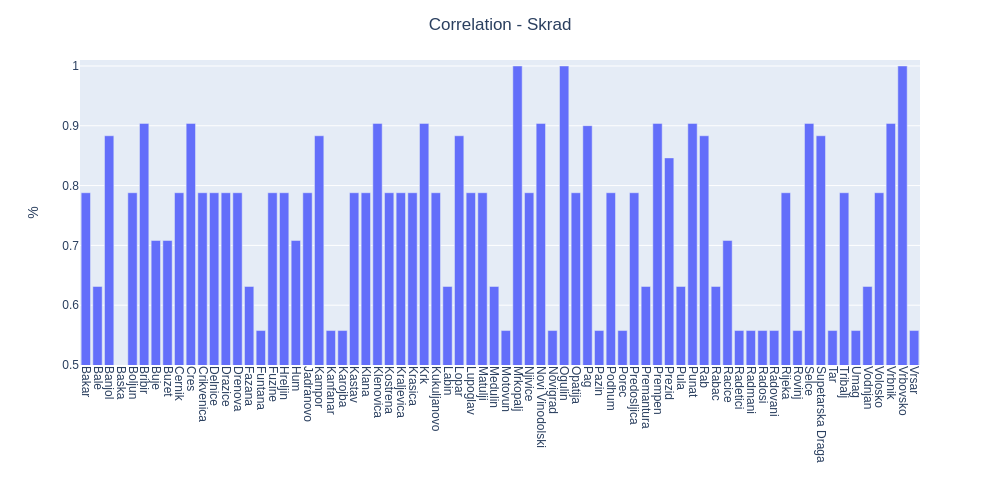 Correlation - Skrad
%
1
0.9
0.8
0.7
0.6
0.5
Bakar
Bale
Banjol
Baska
Boljun
Bribir
Buje
Buzet
Cernik
Cres
Crikvenica
Delnice
Drazice
Drenova
Fazana
Funtana
Fuzine
Hreljin
Hum
Jadranovo
Kampor
Kanfanar
Karojba
Kastav
Klana
Klenovica
Kostrena
Kraljevica
Krasica
Krk
Kukuljanovo
Labin
Lopar
Lupoglav
Matulji
Medulin
Motovun
Mrkopalj
Njivice
Novi Vinodolski
Novigrad
Ogulin
Opatija
Pag
Pazin
Podhum
Porec
Predosljica
Premantura
Prempen
Prezid
Pula
Punat
Rab
Rabac
Racice
Radetici
Radmani
Radosi
Radovani
Rijeka
Rovinj
Selce
Supetarska Draga
Tar
Tribalj
Umag
Vodnjan
Volosko
Vrbnik
Vrbovsko
Vrsar